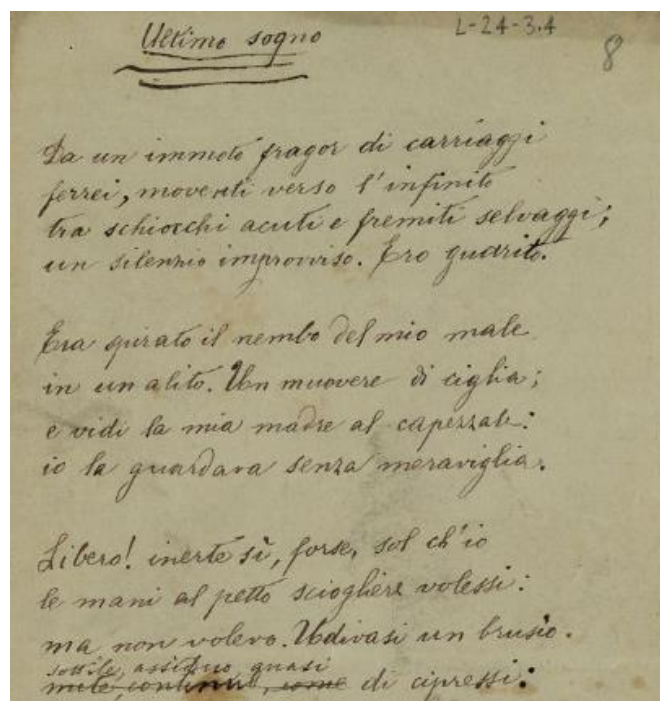 Ultimo sogno
L-24-3.4
8
Da un immoto fragor di carriaggi
ferrei, moventi verso l'infinito
tra schiocchi acuti e fremiti selvaggi;
un silenzio improvviso. Ero guarito.
Era spirato il nembo del mio male
in un alito. Un muovere di ciglia;
e vidi la mia madre al capezzale:
io la guardava senza meraviglia.
Libero! inerte sì, forse, sol ch'io
le mani al petto sciogliere volessi:
ma non volevo. Udivasi un brusio.
sottile, assiduo, quasi
mite, continuo, come di cipressi: